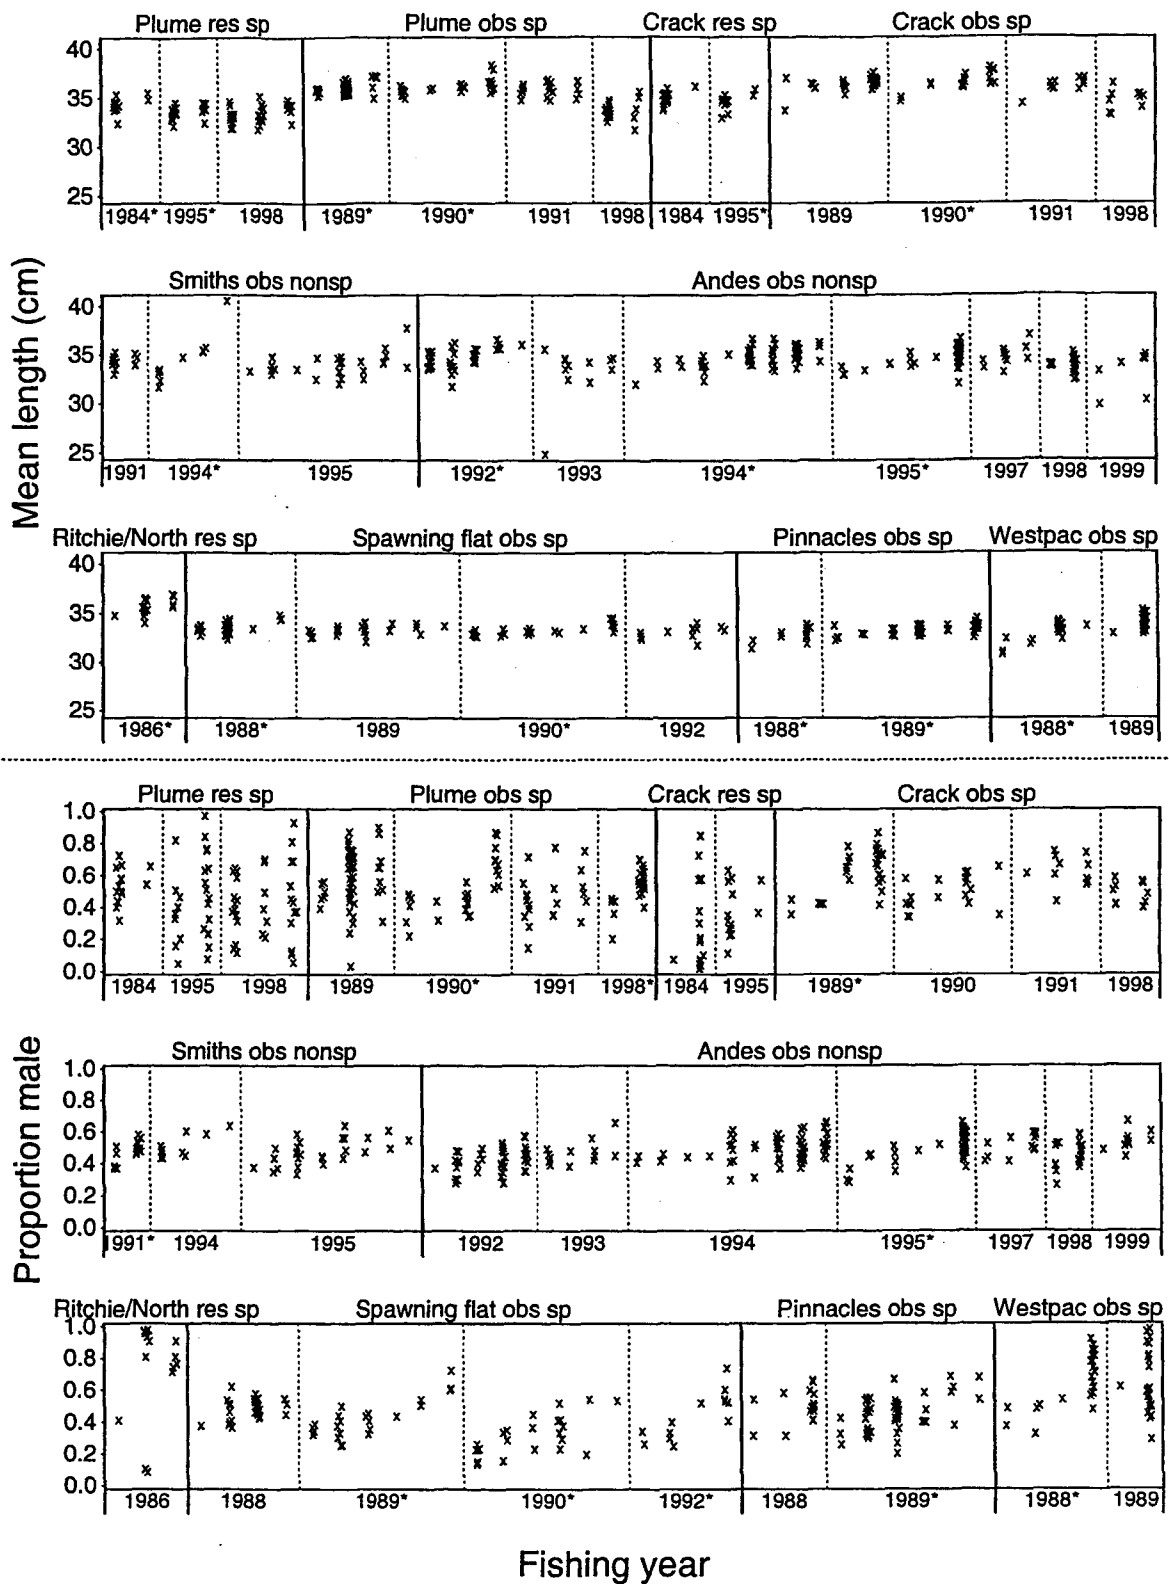 Plume res sp Plume obs sp Crack res sp Crack obs sp
40
35
30
25
1984* 1995* 1998 1989* 1990* 1991 1998 1984 1995* 1989 1990* 1991 1998
Mean length (cm)
Smiths obs nonsp Andes obs nonsp
40
35
30
25
1991 1994* 1995 1992* 1993 1994* 1995* 1997 1998 1999
Ritchie/North res sp Spawning flat obs sp Pinnacles obs sp Westpac obs sp
40
35
30
25
1986* 1988* 1989 1990* 1992 1988* 1989* 1988* 1989
Plume res sp Plume obs sp Crack res sp Crack obs sp
1.0
0.8
0.6
0.4
0.2
0.0
1984 1995 1998 1989 1990* 1991 1998* 1984 1995 1989* 1990 1991 1998
Proportion male
Smiths obs nonsp Andes obs nonsp
1.0
0.8
0.6
0.4
0.2
0.0
1991* 1994 1995 1992 1993 1994 1995* 1997 1998 1999
Ritchie/North res sp Spawning flat obs sp Pinnacles obs sp Westpac obs sp
1.0
0.8
0.6
0.4
0.2
0.0
1986 1988 1989* 1990* 1992* 1988 1989* 1988* 1989
Fishing year